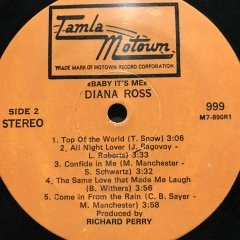 Tamla
Motown
TRADE MARK OF MOTOWN RECORD CORPORATION
«BABY IT'S ME»
DIANA ROSS
SIDE 2
STEREO
999
M7-890R1
1. Top Of the World (T. Snow) 3:06
2. All Night Lover (J. Ragovoy -
L. Roberts) 3:33
3. Confide in Me (M. Manchester -
S. Schwartz) 3:23
4. The Same Love that Made me Laugh
(B. Withers) 3:56
5. Come in From the Rain (C. B. Sayer -
M. Manchester) 3:58
Produced by
RICHARD PERRY